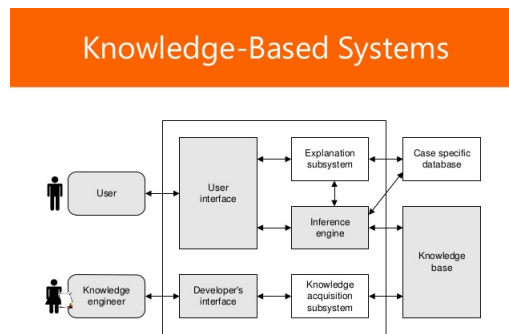 Knowledge-Based Systems
Explanation
subsystem
Case specific
database
User
User
interface
Inference
engine
Knowledge
base
Knowledge
engineer
Developer's
interface
Knowledge
acquisition
subsystem